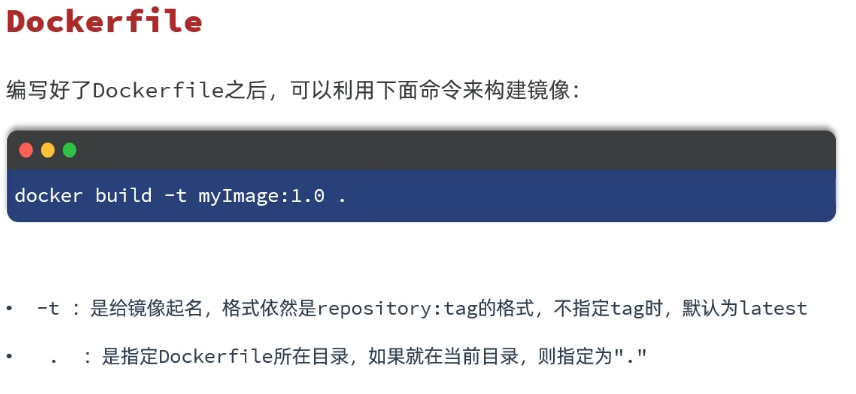 Dockerfile
编写好了Dockerfile之后，可以利用下面命令来构建镜像：
docker build -t myImage:1.0 .
• -t ：是给镜像起名，格式依然是repository:tag的格式，不指定tag时，默认为latest
• . ：是指定Dockerfile所在目录，如果就在当前目录，则指定为"."